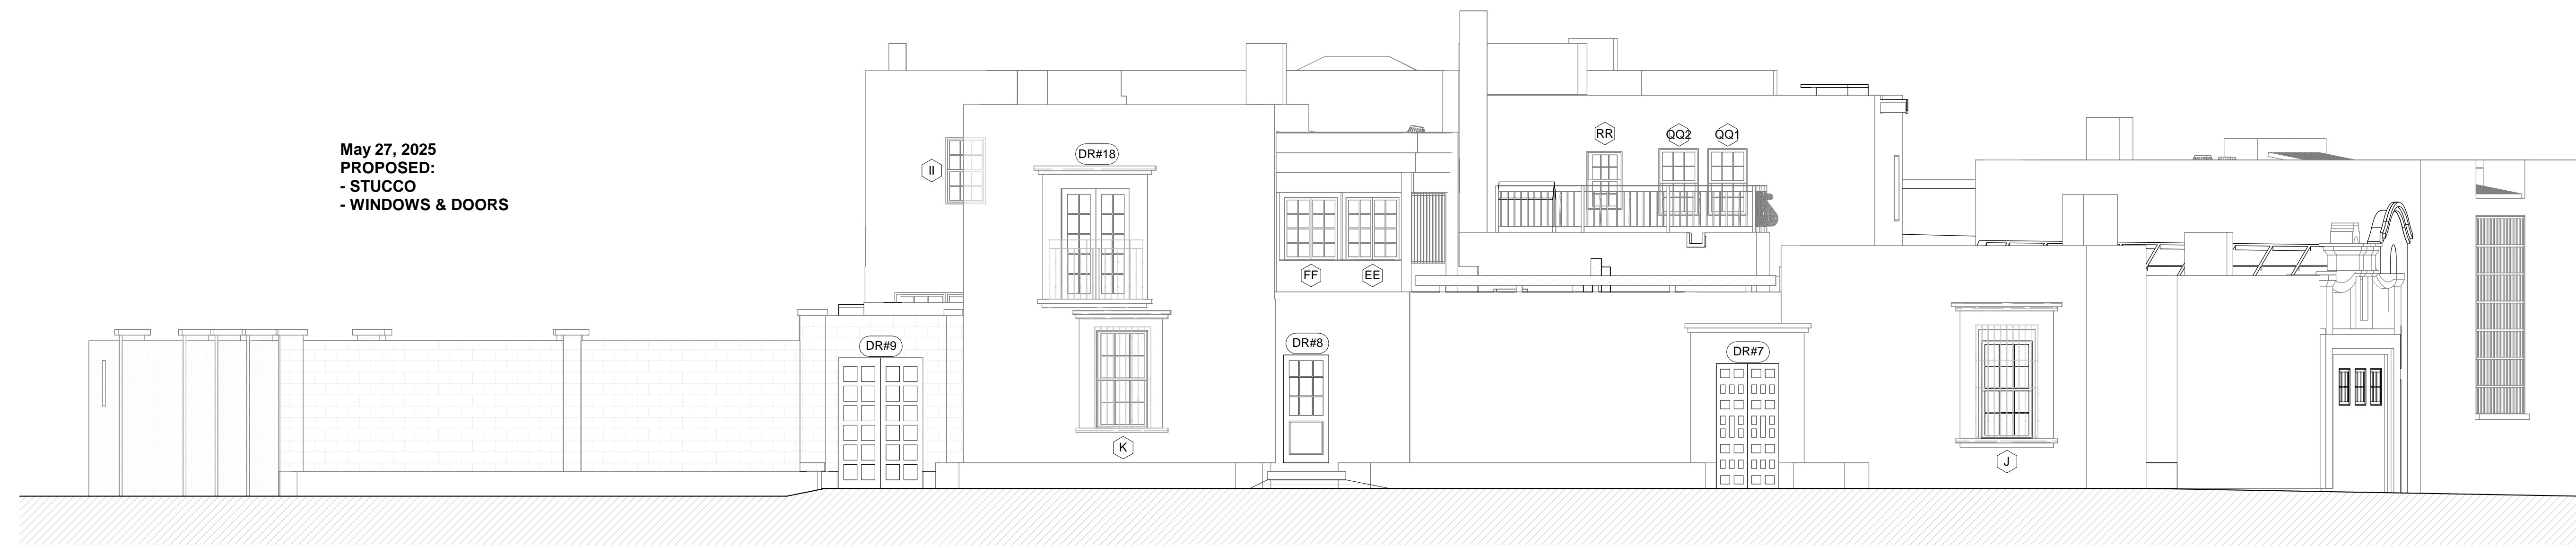 May 27, 2025
PROPOSED:
- STUCCO
- WINDOWS & DOORS
RR
QQ2
QQ1
DR#18
II
FF
EE
DR#9
DR#8
DR#7
K
J